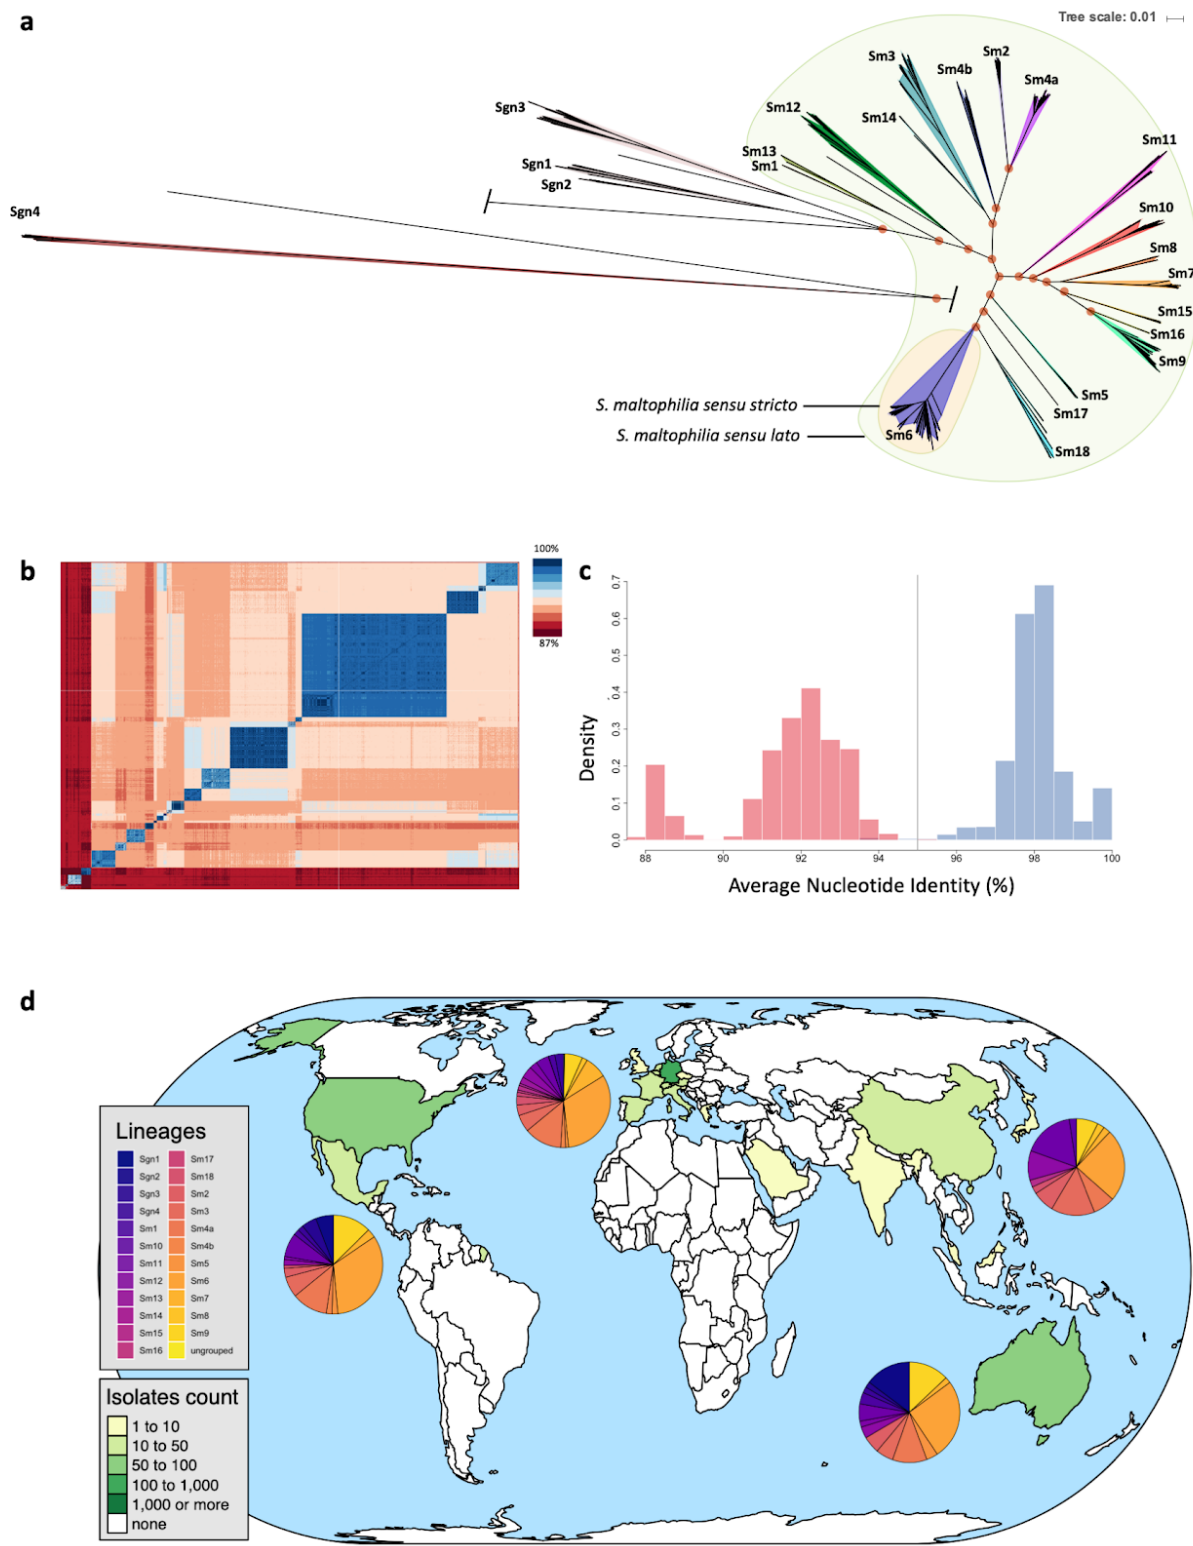 a
Tree scale: 0.01
Sm3
Sm4b
Sm2
Sm4a
Sgn3
Sm12
Sm14
Sm11
Sm13
Sm1
Sgn1
Sgn2
Sgn4
Sm10
Sm8
Sm7
Sm15
Sm16
Sm9
Sm5
Sm17
Sm18
S. maltophilia sensu stricto
S. maltophilia sensu lato
Sm6
b
100%
87%
c
Density
0.0
0.1
0.2
0.3
0.4
0.5
0.6
0.7
88
90
92
94
96
98
100
Average Nucleotide Identity (%)
d
Lineages
Sgn1
Sgn2
Sgn3
Sgn4
Sm1
Sm10
Sm11
Sm12
Sm13
Sm14
Sm15
Sm16
Sm17
Sm18
Sm2
Sm3
Sm4a
Sm4b
Sm5
Sm6
Sm7
Sm8
Sm9
ungrouped
Isolates count
1 to 10
10 to 50
50 to 100
100 to 1,000
1,000 or more
none